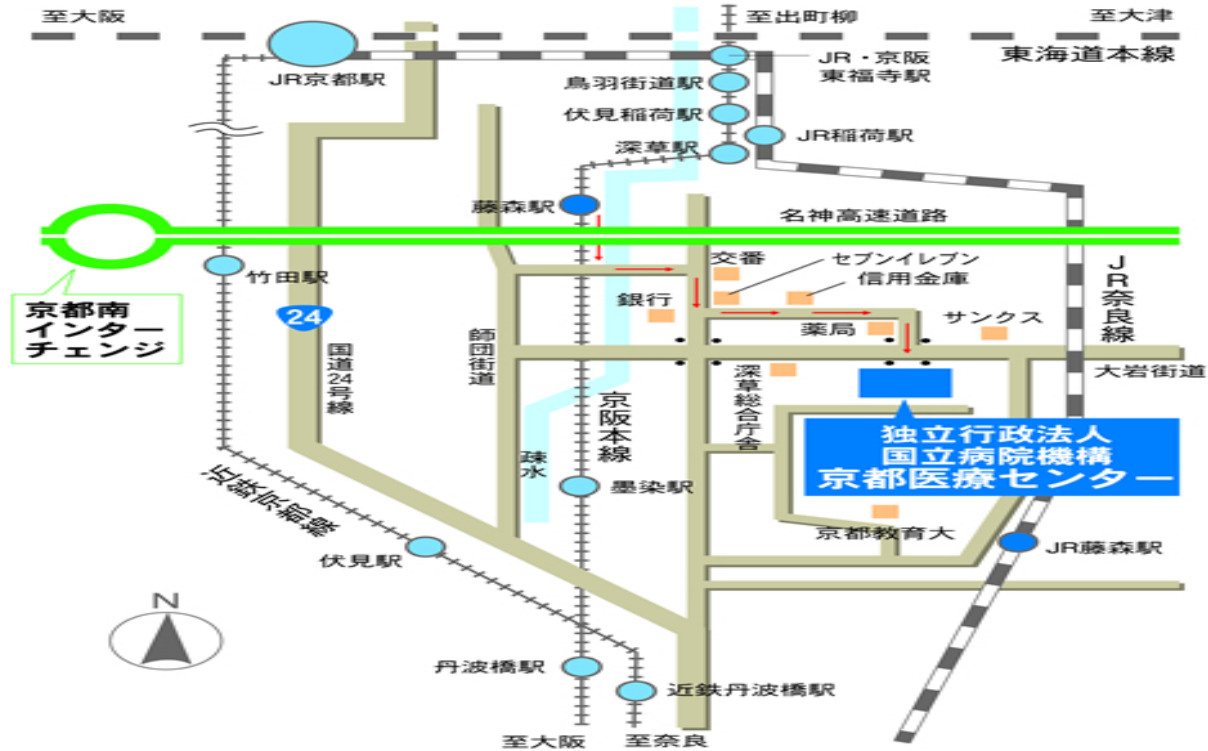 至大阪
至出町柳
至大津
JR京都駅
JR・京阪
東福寺駅
東海道本線
鳥羽街道駅
伏見稲荷駅
JR稲荷駅
深草駅
藤森駅
名神高速道路
竹田駅
交番
セブンイレブン
信用金庫
JR奈良線
京都南
インター
チェンジ
24
国道24号線
師団街道
銀行
薬局
サンクス
大岩街道
深草総合庁舎
京阪本線
疏水
独立行政法人
国立病院機構
京都医療センター
近鉄京都線
墨染駅
京都教育大
伏見駅
JR藤森駅
N
丹波橋駅
近鉄丹波橋駅
至大阪
至奈良